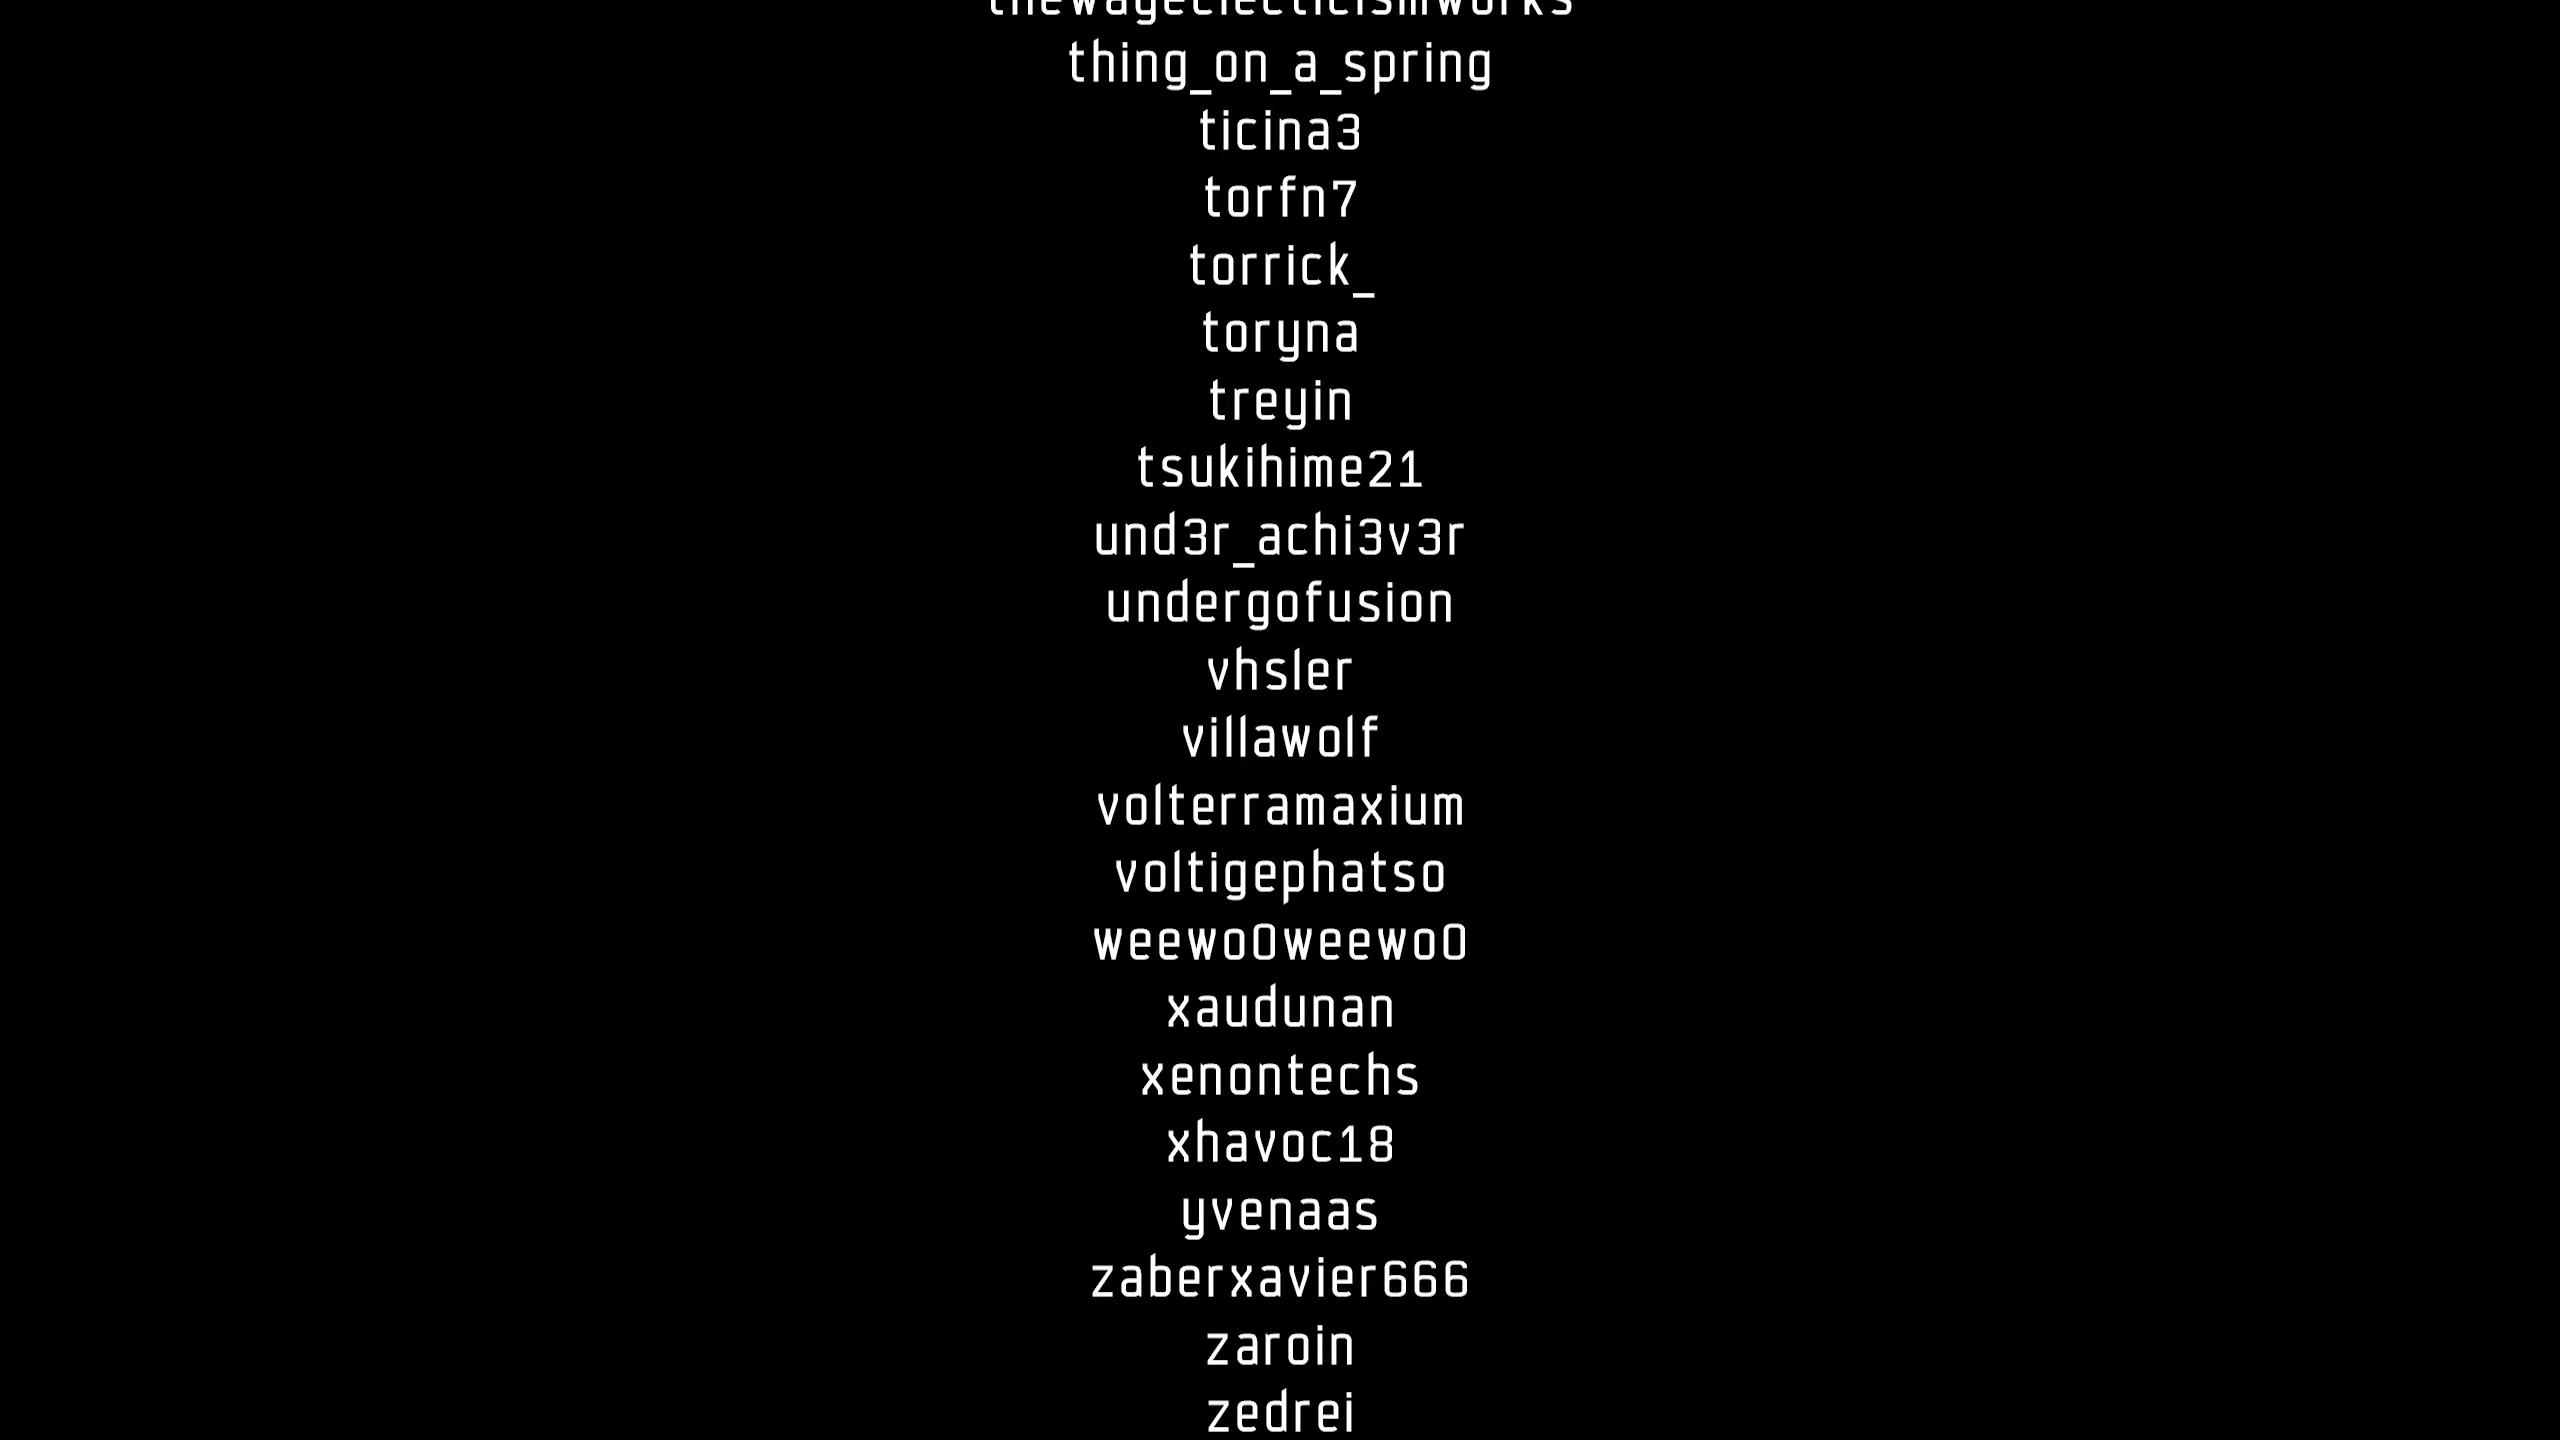 thewayeclecticismworks
thing_on_a_spring
ticina3
torfn7
torrick_
toryna
treyin
tsukihime21
und3r_achi3v3r
undergofusion
vhsler
villawolf
volterramaxium
voltigephatso
weewo0weewo0
xaudunan
xenontechs
xhavoc18
yvenaas
zaberxavier666
zaroin
zedrei